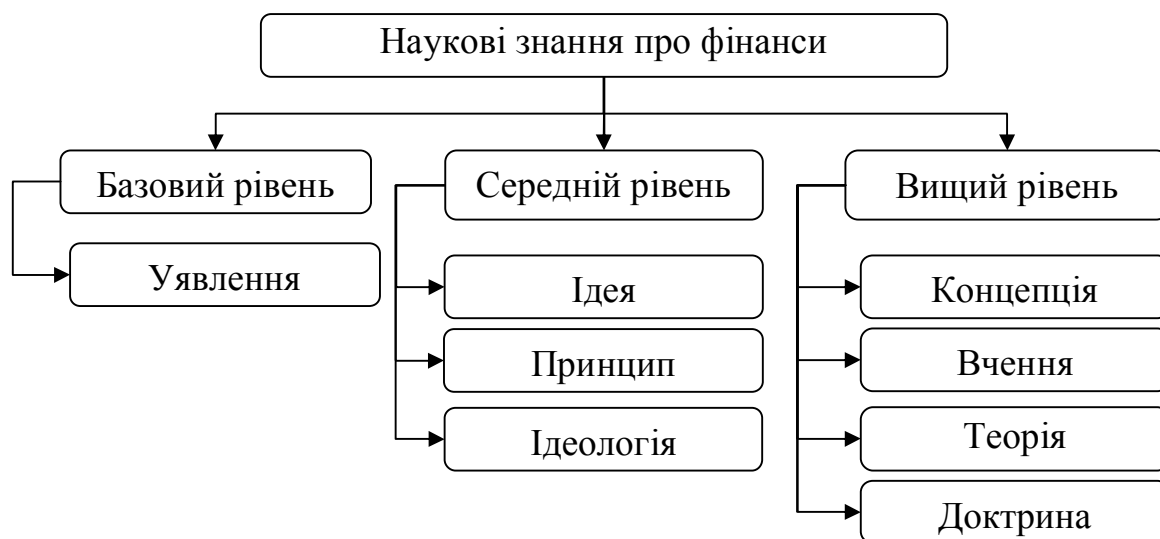 Наукові знання про фінанси
Базовий рівень
Уявлення
Середній рівень
Ідея
Принцип
Ідеологія
Вищий рівень
Концепція
Вчення
Теорія
Доктрина